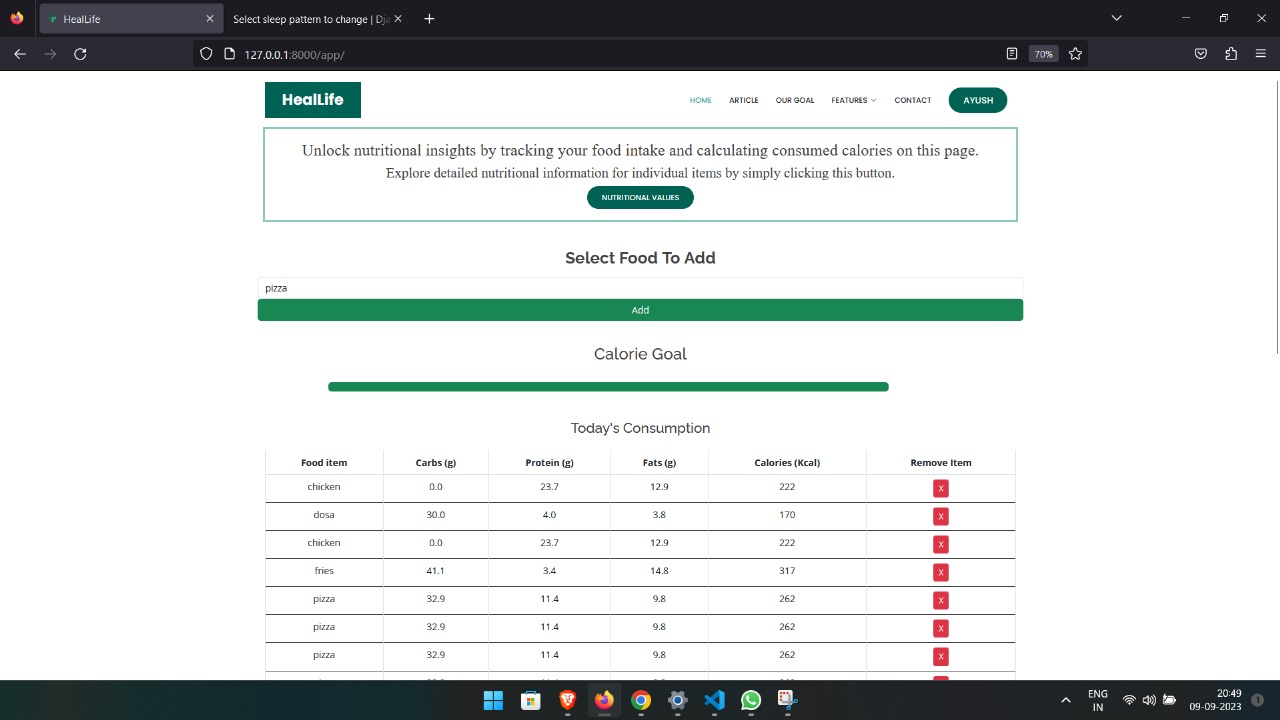 HealLife
Select sleep pattern to change | Dja
127.0.0.1:8000/app/
70%
HealLife
HOME ARTICLE OUR GOAL FEATURES CONTACT AYUSH
Unlock nutritional insights by tracking your food intake and calculating consumed calories on this page.
Explore detailed nutritional information for individual items by simply clicking this button.
NUTRITIONAL VALUES
Select Food To Add
pizza
Add
Calorie Goal
Today's Consumption
Food item Carbs (g) Protein (g) Fats (g) Calories (Kcal) Remove Item
chicken 0.0 23.7 12.9 222 X
dosa 30.0 4.0 3.8 170 X
chicken 0.0 23.7 12.9 222 X
fries 41.1 3.4 14.8 317 X
pizza 32.9 11.4 9.8 262 X
pizza 32.9 11.4 9.8 262 X
pizza 32.9 11.4 9.8 262 X
ENG
IN
20:49
09-09-2023
1